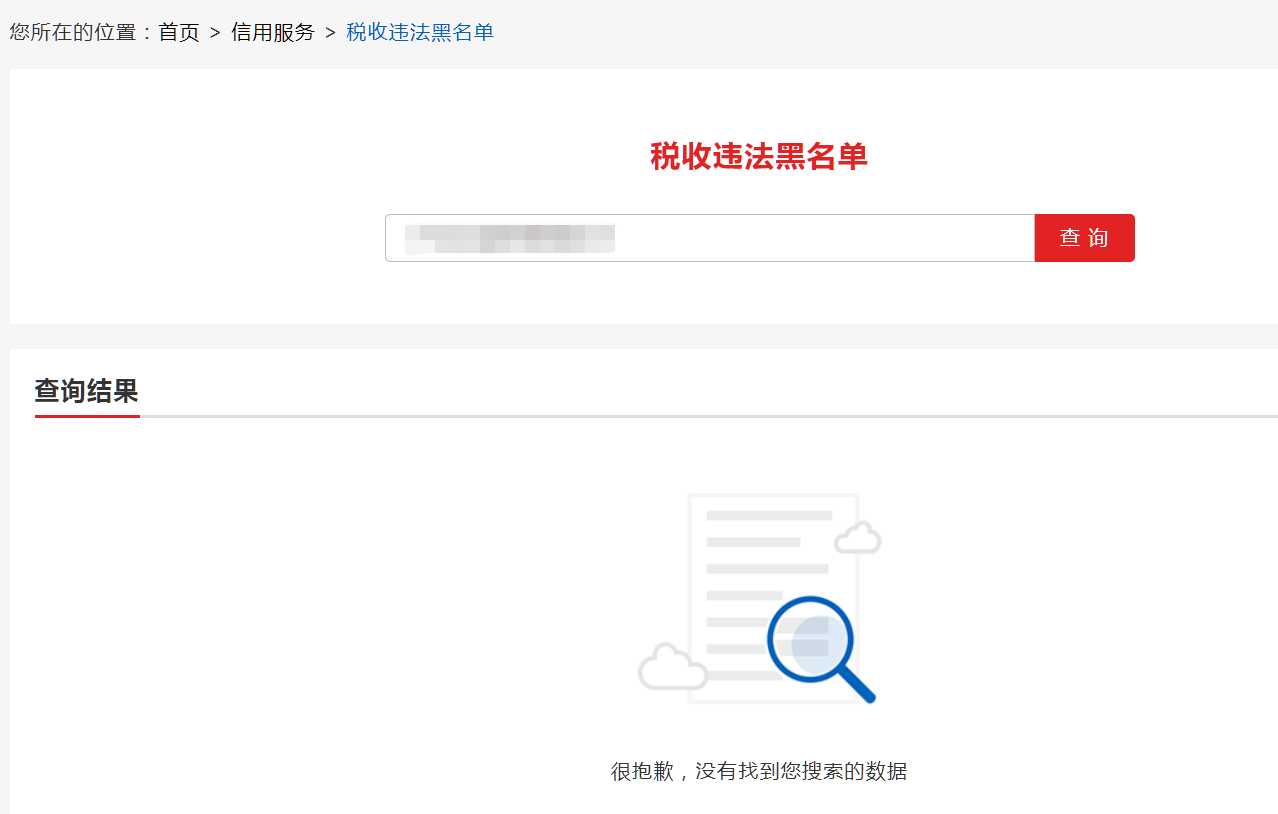 您所在的位置：首页 > 信用服务 > 税收违法黑名单
税收违法黑名单
查 询
查询结果
很抱歉，没有找到您搜索的数据